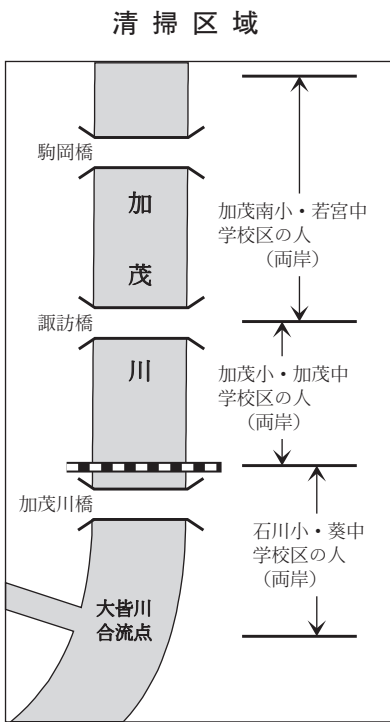 清掃区域
駒岡橋
加茂川
諏訪橋
加茂川橋
大皆川
合流点
加茂南小・若宮中
学校区の人
（両岸）
加茂小・加茂中
学校区の人
（両岸）
石川小・葵中
学校区の人
（両岸）